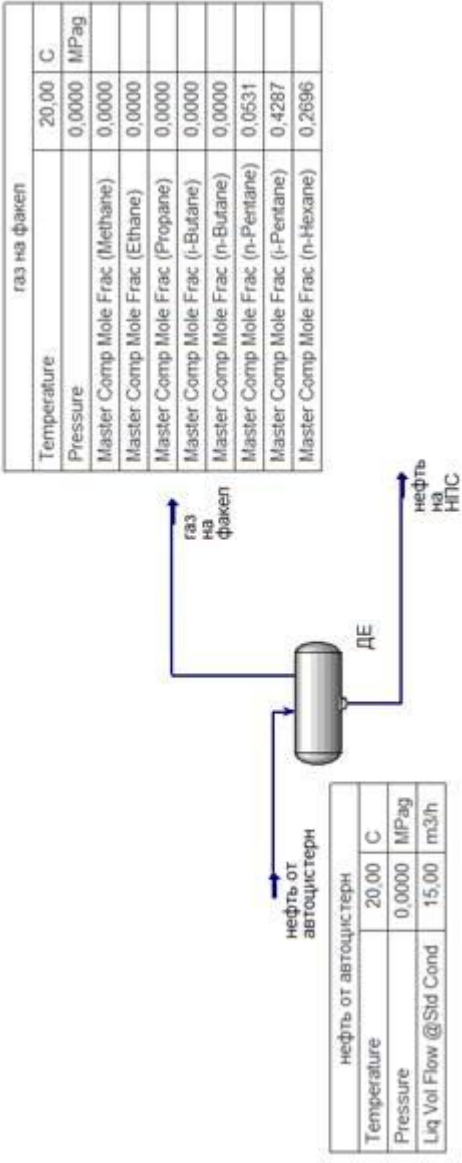 газ на факел
Temperature 20,00 C
Pressure 0,0000 MPag
Master Comp Mole Frac (Methane) 0,0000
Master Comp Mole Frac (Ethane) 0,0000
Master Comp Mole Frac (Propane) 0,0000
Master Comp Mole Frac (i-Butane) 0,0000
Master Comp Mole Frac (n-Butane) 0,0000
Master Comp Mole Frac (n-Pentane) 0,0531
Master Comp Mole Frac (i-Pentane) 0,4287
Master Comp Mole Frac (n-Hexane) 0,2696
газ
на
факел
нефть от
автоцистерн
ДЕ
нефть
на
НПС
нефть от автоцистерн
Temperature 20,00 C
Pressure 0,0000 MPag
Liq Vol Flow @Std Cond 15,00 m3/h